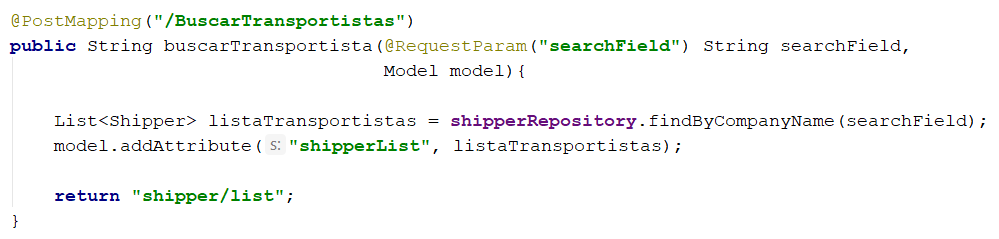 @PostMapping("/BuscarTransportistas")
public String buscarTransportista(@RequestParam("searchField") String searchField,
                                  Model model){
    List<Shipper> listaTransportistas = shipperRepository.findByCompanyName(searchField);
    model.addAttribute( s: "shipperList", listaTransportistas);
    return "shipper/list";
}